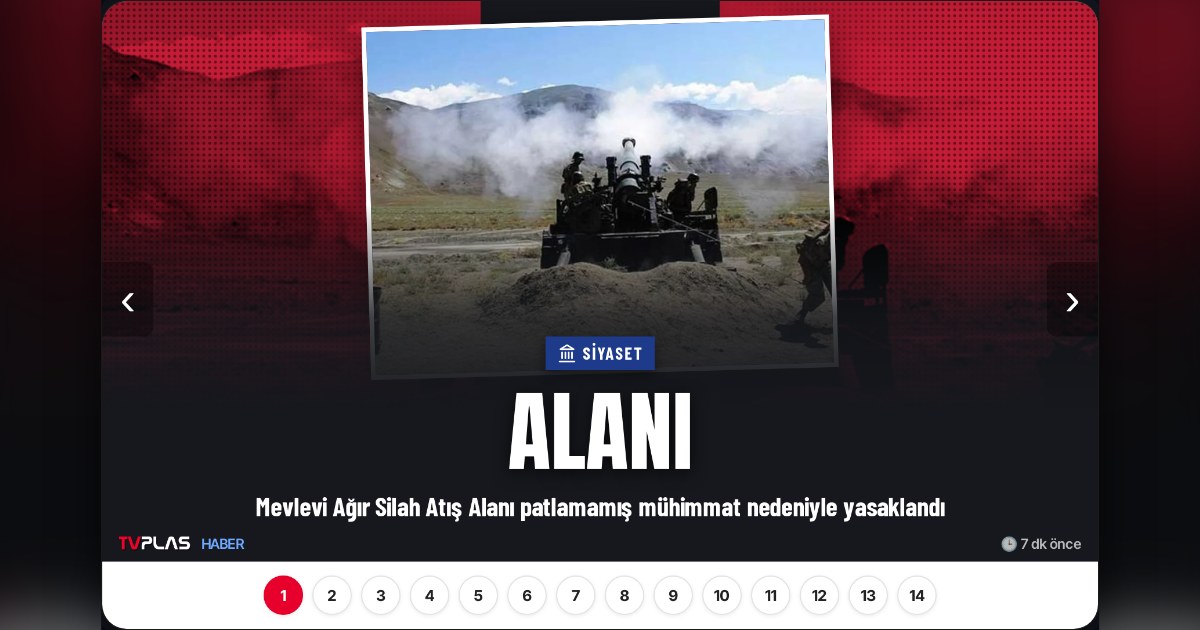 SİYASET
ALANI
Mevlevi Ağır Silah Atış Alanı patlamamış mühimmat nedeniyle yasaklandı
TVPLAS HABER
7 dk önce
1 2 3 4 5 6 7 8 9 10 11 12 13 14